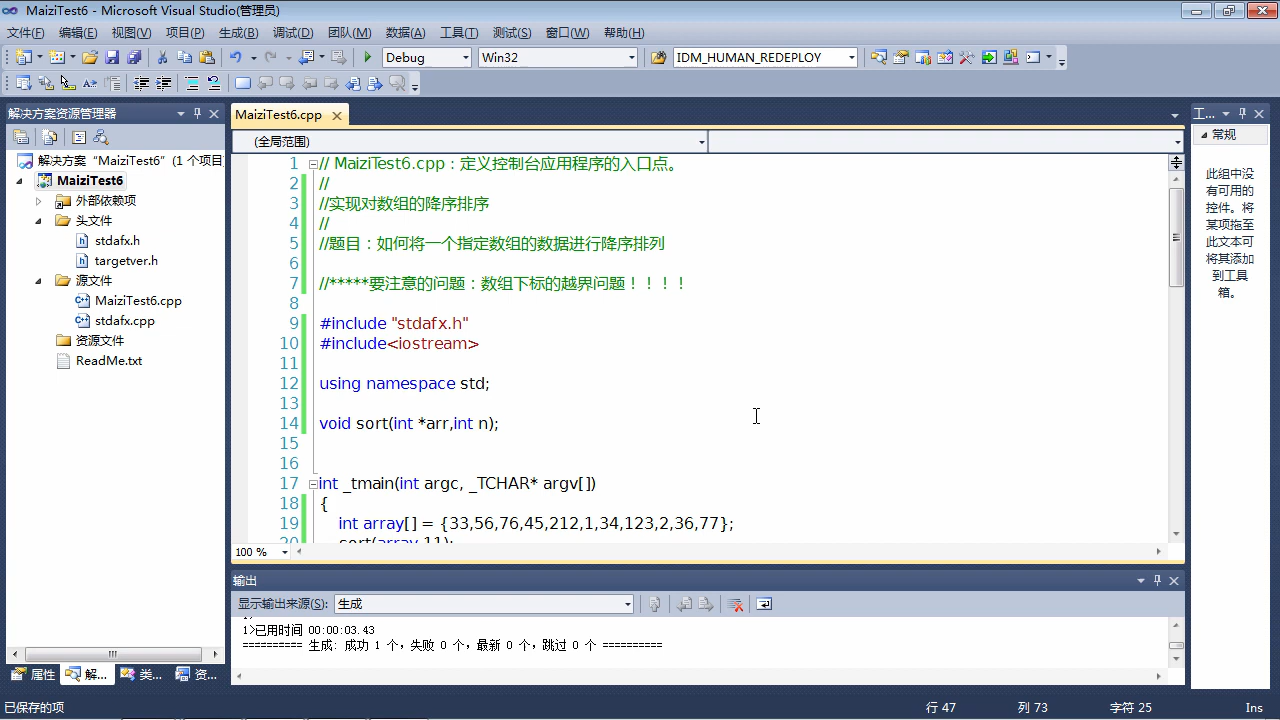 MaiziTest6 - Microsoft Visual Studio(管理员)
文件(F) 编辑(E) 视图(V) 项目(P) 生成(B) 调试(D) 团队(M) 数据(A) 工具(T) 测试(S) 窗口(W) 帮助(H)
Debug Win32 IDM_HUMAN_REDEPLOY
解决方案资源管理器
解决方案 "MaiziTest6" (1 个项目
MaiziTest6
外部依赖项
头文件
stdafx.h
targetver.h
源文件
MaiziTest6.cpp
stdafx.cpp
资源文件
ReadMe.txt
属性 解... 类... 资...
MaiziTest6.cpp
(全局范围)
1 // MaiziTest6.cpp : 定义控制台应用程序的入口点。
2 //
3 //实现对数组的降序排序
4 //
5 //题目：如何将一个指定数组的数据进行降序排列
6
7 //*****要注意的问题：数组下标的越界问题！！！！
8
9 #include "stdafx.h"
10 #include<iostream>
11
12 using namespace std;
13
14 void sort(int *arr,int n);
15
16
17 int _tmain(int argc, _TCHAR* argv[])
18 {
19 int array[] = {33,56,76,45,212,1,34,123,2,36,77};
20 sort(array,11);
100 %
输出
显示输出来源(S): 生成
1>
1>已用时间 00:00:03.43
========== 生成: 成功 1 个，失败 0 个，最新 0 个，跳过 0 个 ==========
工...
常规
此组中没
有可用的
控件。将
某项拖至
此文本可
将其添加
到工具
箱。
已保存的项 行 47 列 73 字符 25 Ins